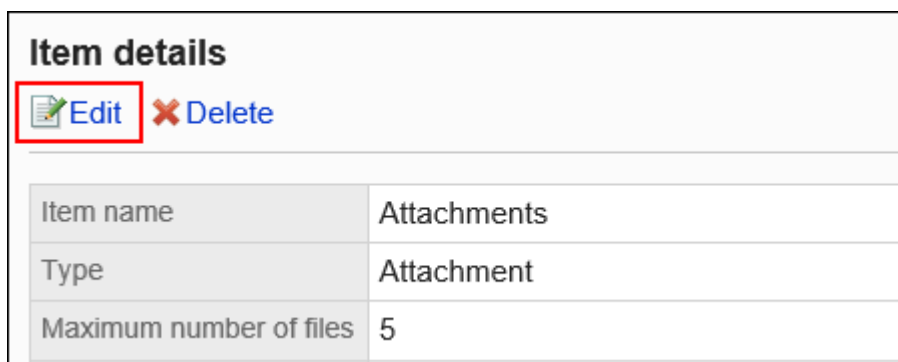 Item details
Edit Delete
Item name Attachments
Type Attachment
Maximum number of files 5